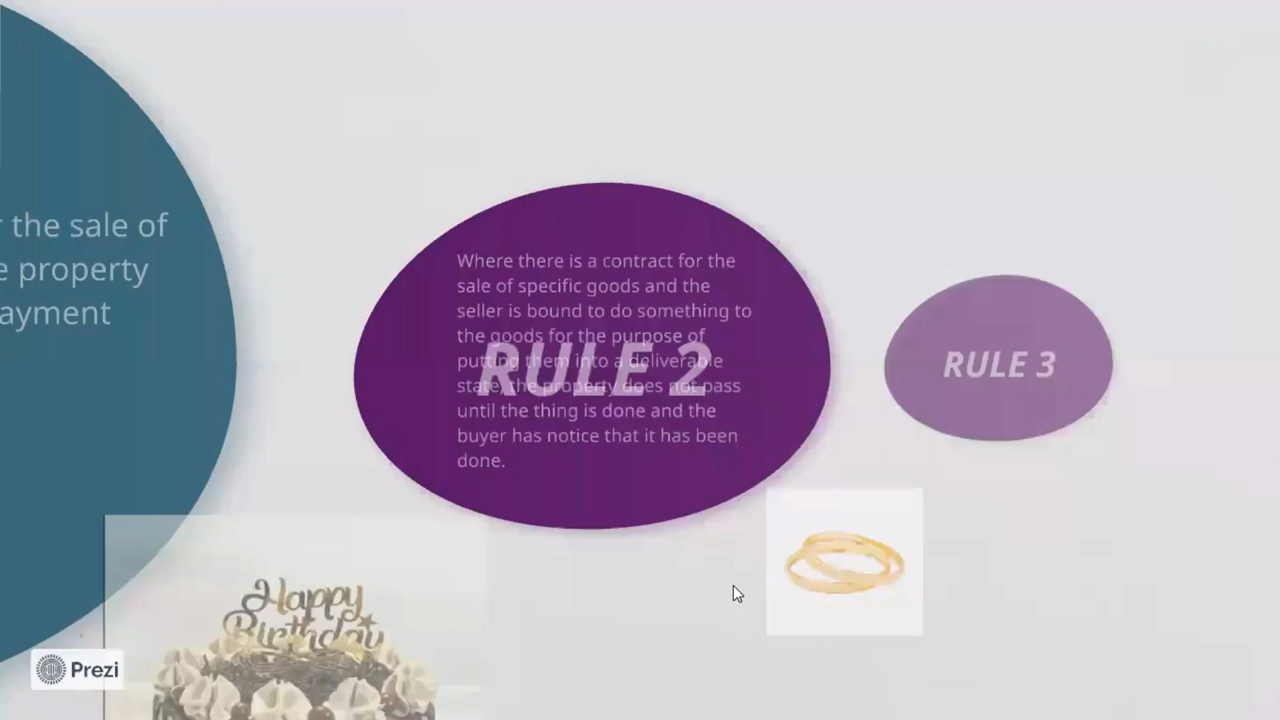 r the sale of
e property
ayment
Where there is a contract for the
sale of specific goods and the
seller is bound to do something to
the goods for the purpose of
putting them into a deliverable
state, the property does not pass
until the thing is done and the
buyer has notice that it has been
done.
RULE 2
RULE 3
Happy
Birthday
Prezi